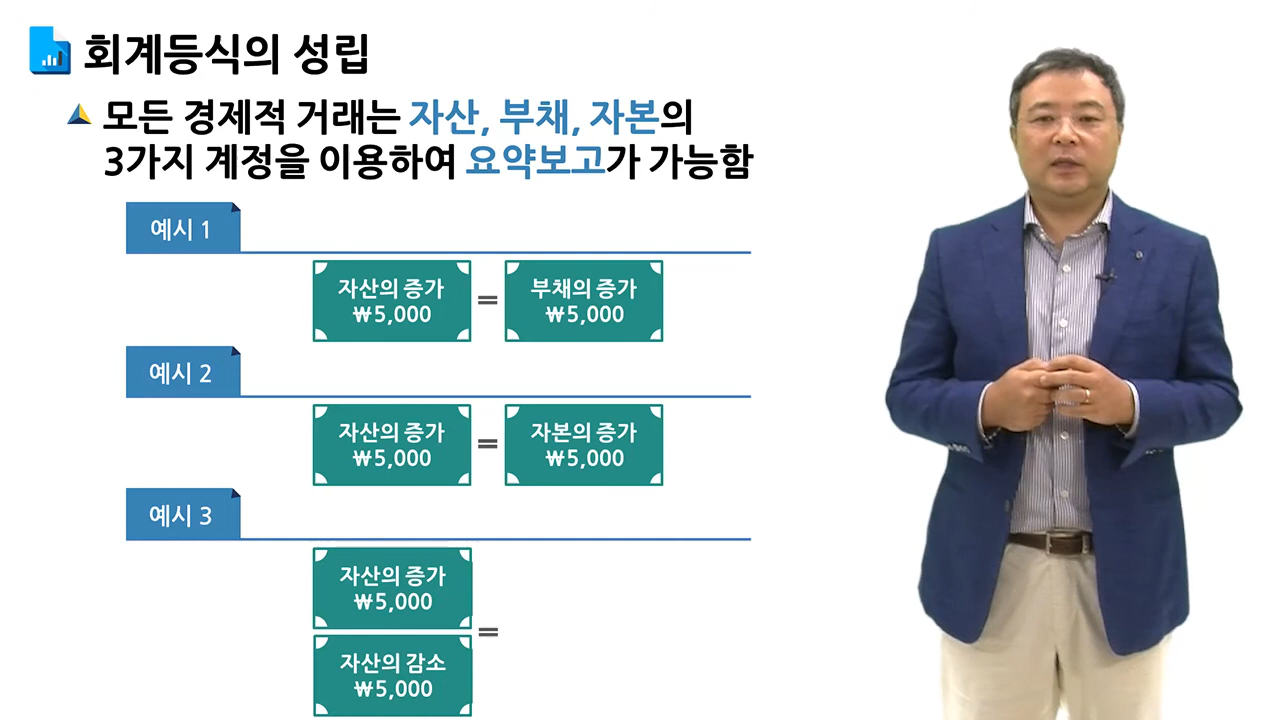 회계등식의 성립
모든 경제적 거래는 자산, 부채, 자본의
3가지 계정을 이용하여 요약보고가 가능함
예시 1
자산의 증가
₩5,000
=
부채의 증가
₩5,000
예시 2
자산의 증가
₩5,000
=
자본의 증가
₩5,000
예시 3
자산의 증가
₩5,000
=
자산의 감소
₩5,000